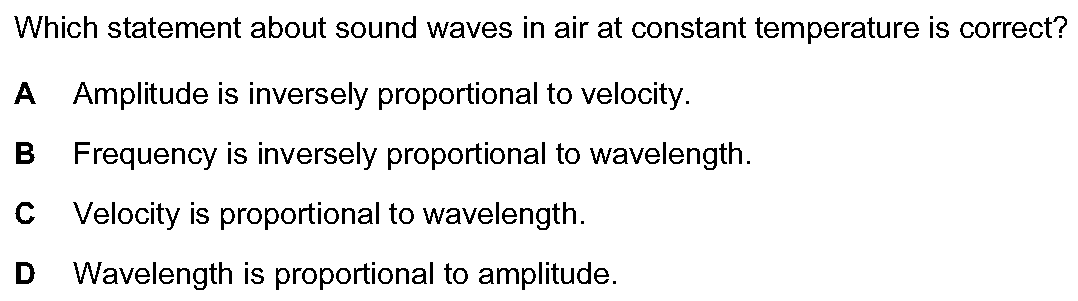 Which statement about sound waves in air at constant temperature is correct?
A Amplitude is inversely proportional to velocity.
B Frequency is inversely proportional to wavelength.
C Velocity is proportional to wavelength.
D Wavelength is proportional to amplitude.